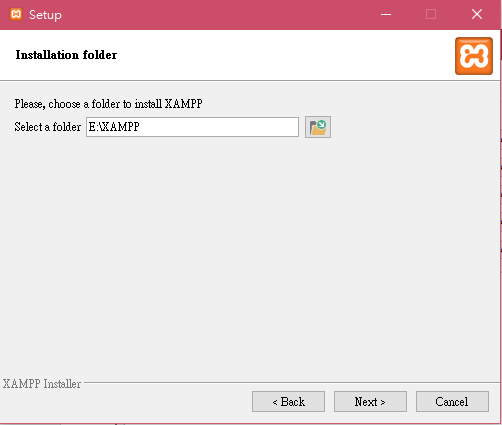 Setup
Installation folder
Please, choose a folder to install XAMPP
Select a folder E:\XAMPP
XAMPP Installer
< Back Next > Cancel